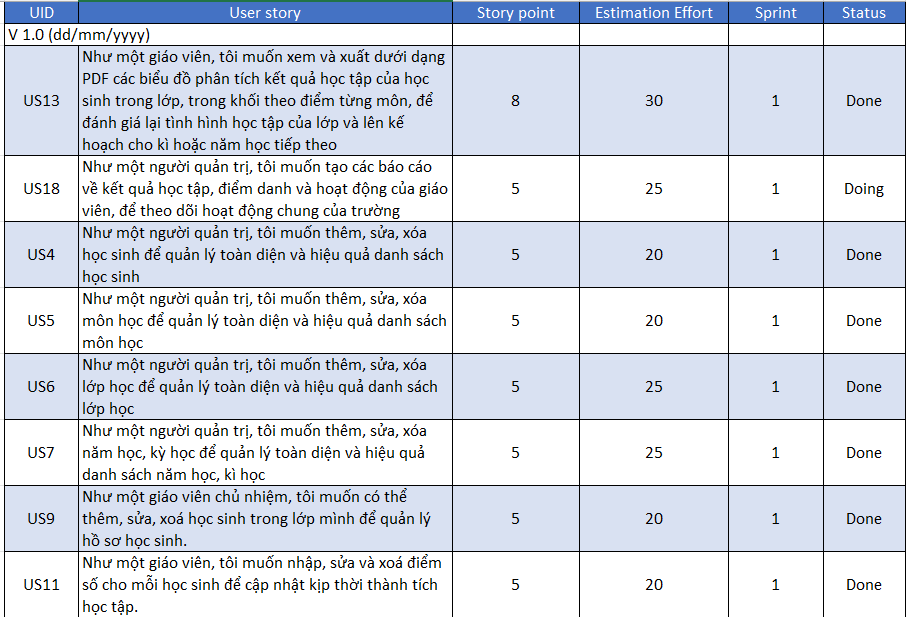 UID User story Story point Estimation Effort Sprint Status
V 1.0 (dd/mm/yyyy)
Như một giáo viên, tôi muốn xem và xuất dưới dạng
PDF các biểu đồ phân tích kết quả học tập của học
US13 sinh trong lớp, trong khối theo điểm từng môn, để 8 30 1 Done
đánh giá lại tình hình học tập của lớp và lên kế
hoạch cho kì hoặc năm học tiếp theo
Như một người quản trị, tôi muốn tạo các báo cáo
US18 về kết quả học tập, điểm danh và hoạt động của giáo 5 25 1 Doing
viên, để theo dõi hoạt động chung của trường
Như một người quản trị, tôi muốn thêm, sửa, xóa
US4 học sinh để quản lý toàn diện và hiệu quả danh sách 5 20 1 Done
học sinh
Như một người quản trị, tôi muốn thêm, sửa, xóa
US5 môn học để quản lý toàn diện và hiệu quả danh sách 5 20 1 Done
môn học
Như một người quản trị, tôi muốn thêm, sửa, xóa
US6 lớp học để quản lý toàn diện và hiệu quả danh sách 5 25 1 Done
lớp học
Như một người quản trị, tôi muốn thêm, sửa, xóa
US7 năm học, kỳ học để quản lý toàn diện và hiệu quả 5 25 1 Done
danh sách năm học, kì học
Như một giáo viên chủ nhiệm, tôi muốn có thể
US9 thêm, sửa, xoá học sinh trong lớp mình để quản lý 5 20 1 Done
hồ sơ học sinh.
Như một giáo viên, tôi muốn nhập, sửa và xoá điểm
US11 số cho mỗi học sinh để cập nhật kịp thời thành tích 5 20 1 Done
học tập.